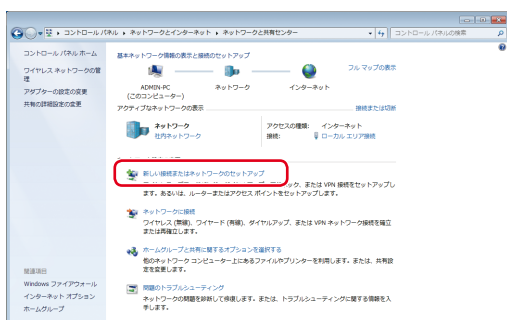 コントロール パネル ▸ ネットワークとインターネット ▸ ネットワークと共有センター
コントロール パネルの検索
コントロール パネル ホーム
ワイヤレス ネットワークの管理
アダプターの設定の変更
共有の詳細設定の変更
基本ネットワーク情報の表示と接続のセットアップ
フル マップの表示
ADMIN-PC
(このコンピューター)
ネットワーク
インターネット
アクティブなネットワークの表示
接続または切断
ネットワーク
社内ネットワーク
アクセスの種類: インターネット
接続: ローカル エリア接続
新しい接続またはネットワークのセットアップ
または VPN 接続をセットアップし
ます。あるいは、ルーターまたはアクセス ポイントをセットアップします。
ネットワークに接続
ワイヤレス (無線)、ワイヤード (有線)、ダイヤルアップ、または VPN ネットワーク接続を確立
または再確立します。
ホームグループと共有に関するオプションを選択する
他のネットワーク コンピューター上にあるファイルやプリンターを利用します。または、共有設
定を変更します。
問題のトラブルシューティング
ネットワークの問題を診断して修復します。または、トラブルシューティングに関する情報を入
手します。
関連項目
Windows ファイアウォール
インターネット オプション
ホームグループ